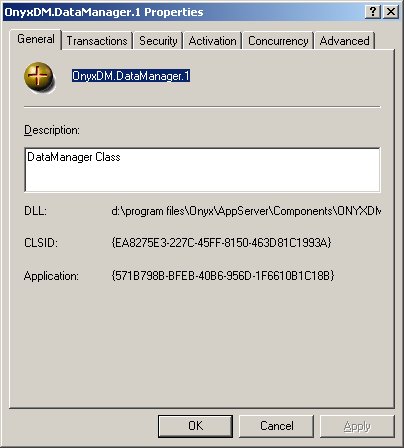 OnyxDM.DataManager.1 Properties
General Transactions Security Activation Concurrency Advanced
OnyxDM.DataManager.1
Description:
DataManager Class
DLL: d:\program files\Onyx\AppServer\Components\ONYXDM
CLSID: {EA8275E3-227C-45FF-8150-463D81C1993A}
Application: {571B798B-BFEB-40B6-956D-1F6610B1C18B}
OK Cancel Apply